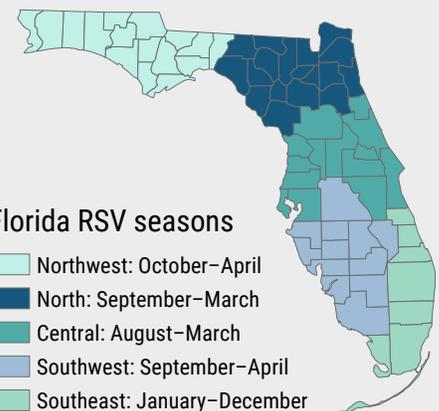 Florida RSV seasons
Northwest: October–April
North: September–March
Central: August–March
Southwest: September–April
Southeast: January–December